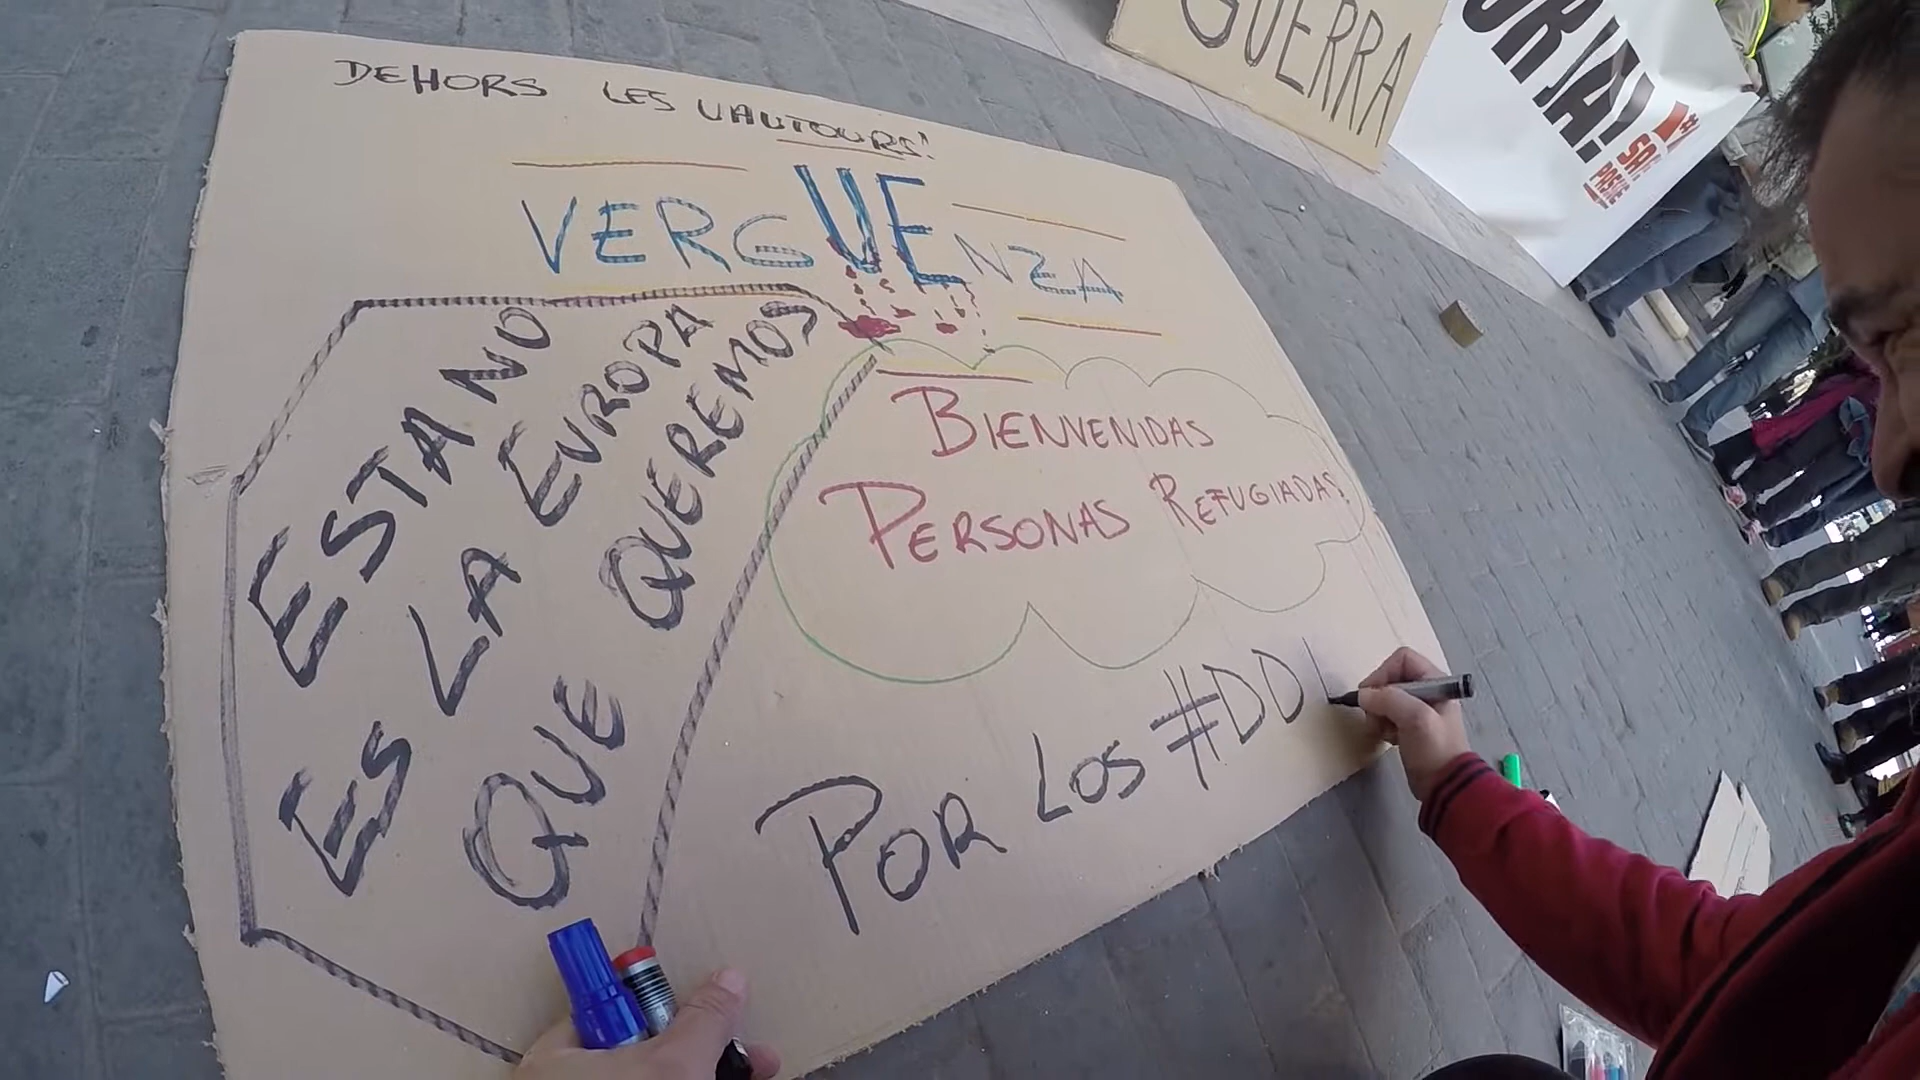 DEHORS LES VAUTOURS!
VERGUENZA
ESTA NO
ES LA EUROPA
QUE QUEREMOS
BIENVENIDAS
PERSONAS REFUGIADAS!
POR LOS #DD
GUERRA